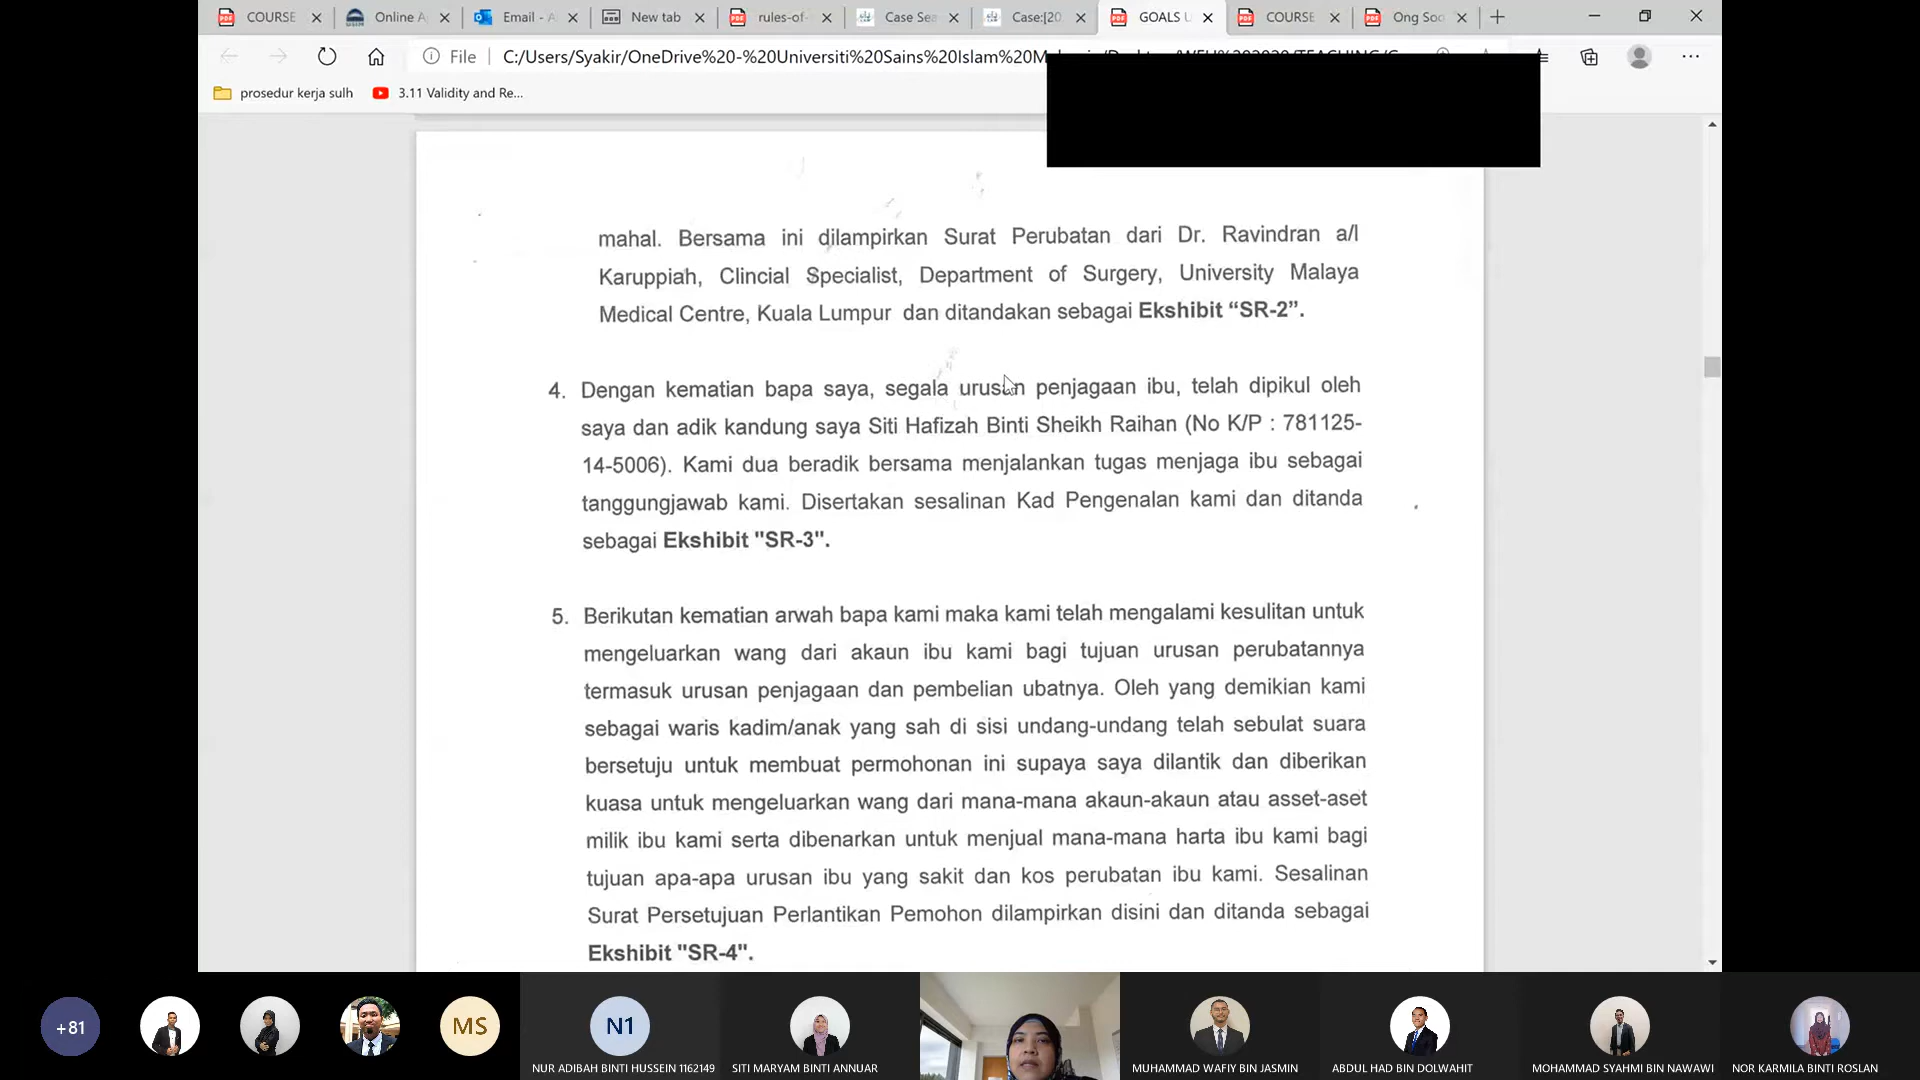 COURSE
Online A
Email - A
New tab
rules-of-
Case Sea
Case:[20
GOALS U
COURSE
Ong Soo
File
C:/Users/Syakir/OneDrive%20-%20Universiti%20Sains%20Islam%20M
prosedur kerja sulh
3.11 Validity and Re...
mahal. Bersama ini dilampirkan Surat Perubatan dari Dr. Ravindran a/l
Karuppiah, Clincial Specialist, Department of Surgery, University Malaya
Medical Centre, Kuala Lumpur dan ditandakan sebagai Ekshibit “SR-2”.
4. Dengan kematian bapa saya, segala urusan penjagaan ibu, telah dipikul oleh
saya dan adik kandung saya Siti Hafizah Binti Sheikh Raihan (No K/P : 781125-
14-5006). Kami dua beradik bersama menjalankan tugas menjaga ibu sebagai
tanggungjawab kami. Disertakan sesalinan Kad Pengenalan kami dan ditanda
sebagai Ekshibit "SR-3".
5. Berikutan kematian arwah bapa kami maka kami telah mengalami kesulitan untuk
mengeluarkan wang dari akaun ibu kami bagi tujuan urusan perubatannya
termasuk urusan penjagaan dan pembelian ubatnya. Oleh yang demikian kami
sebagai waris kadim/anak yang sah di sisi undang-undang telah sebulat suara
bersetuju untuk membuat permohonan ini supaya saya dilantik dan diberikan
kuasa untuk mengeluarkan wang dari mana-mana akaun-akaun atau asset-aset
milik ibu kami serta dibenarkan untuk menjual mana-mana harta ibu kami bagi
tujuan apa-apa urusan ibu yang sakit dan kos perubatan ibu kami. Sesalinan
Surat Persetujuan Perlantikan Pemohon dilampirkan disini dan ditanda sebagai
Ekshibit "SR-4".
+81
MS
N1
NUR ADIBAH BINTI HUSSEIN 1162149
SITI MARYAM BINTI ANNUAR
MUHAMMAD WAFIY BIN JASMIN
ABDUL HAD BIN DOLWAHIT
MOHAMMAD SYAHMI BIN NAWAWI
NOR KARMILA BINTI ROSLAN